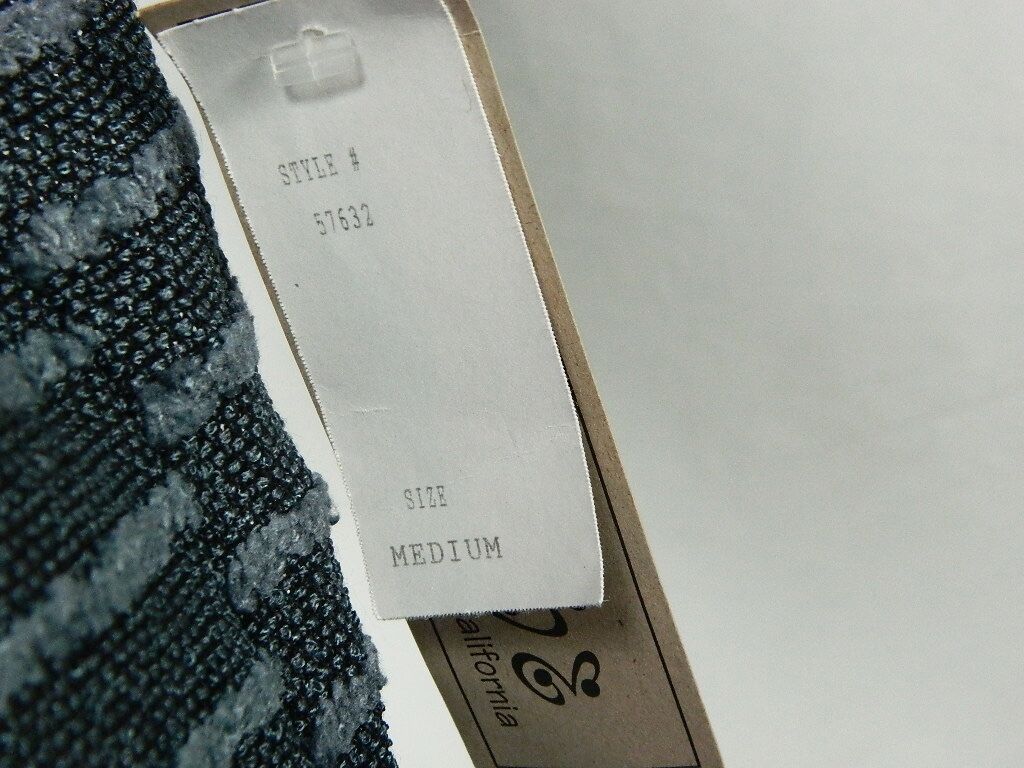 STYLE #
57632
SIZE
MEDIUM
alifornia